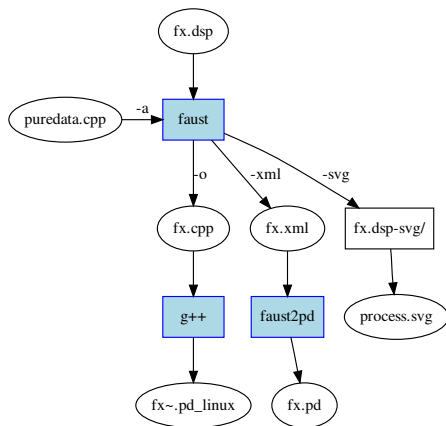 fx.dsp
puredata.cpp
-a
faust
-o
-xml
-svg
fx.cpp
fx.xml
fx.dsp-svg/
g++
faust2pd
process.svg
fx~.pd_linux
fx.pd